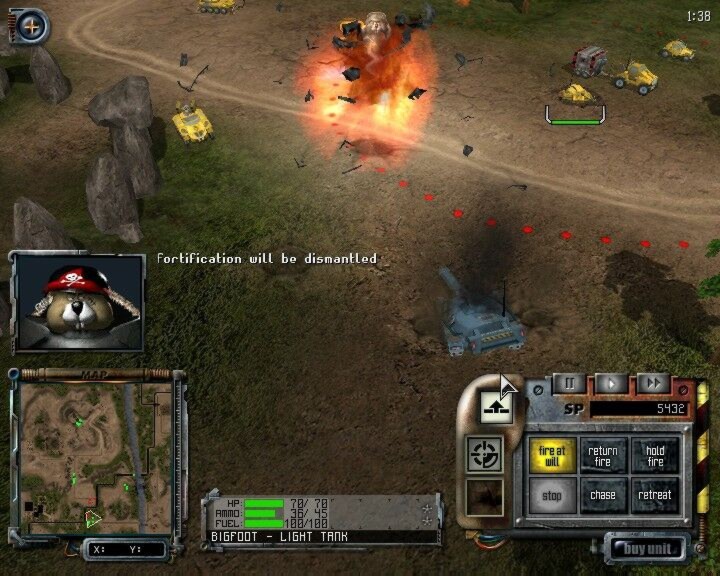 1:38
Fortification will be dismantled
MAP
SP 5432
fire at will
return fire
hold fire
stop
chase
retreat
HP: 70/ 70
AMMO: 36/ 45
FUEL: 100/100
BIGFOOT - LIGHT TANK
X: Y:
buy unit